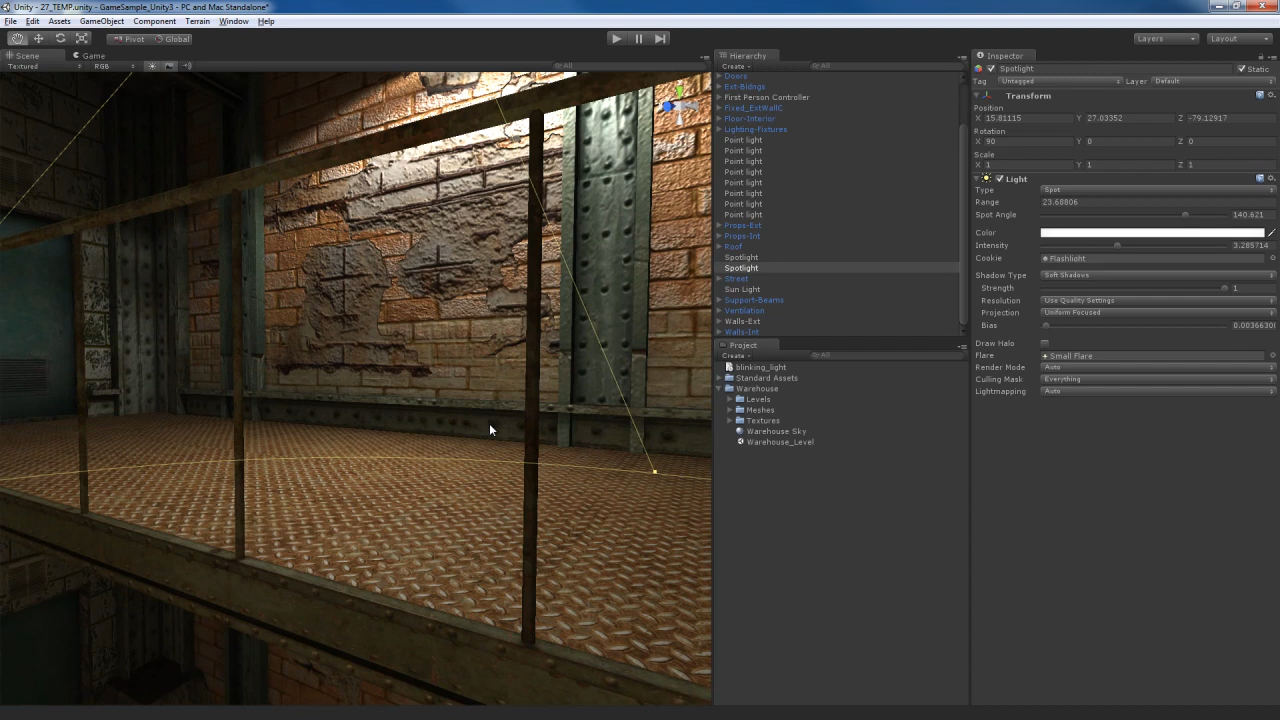 Unity - 27_TEMP.unity - GameSample_Unity3 - PC and Mac Standalone*
File Edit Assets GameObject Component Terrain Window Help
Pivot Global Layers Layout
Scene Game
Textured RGB All
Hierarchy
Create All
Doors
Ext-Bldngs
First Person Controller
Fixed_ExtWallC
Floor-Interior
Lighting-Fixtures
Point light
Point light
Point light
Point light
Point light
Point light
Point light
Point light
Props-Ext
Props-Int
Roof
Spotlight
Spotlight
Street
Sun Light
Support-Beams
Ventilation
Walls-Ext
Walls-Int
Project
Create All
blinking_light
Standard Assets
Warehouse
Levels
Meshes
Textures
Warehouse Sky
Warehouse_Level
Inspector
Spotlight Static
Tag Untagged Layer Default
Transform
Position
X 15.81115 Y 27.03352 Z -79.12917
Rotation
X 90 Y 0 Z 0
Scale
X 1 Y 1 Z 1
Light
Type Spot
Range 23.68806
Spot Angle 140.621
Color
Intensity 3.285714
Cookie Flashlight
Shadow Type Soft Shadows
Strength 1
Resolution Use Quality Settings
Projection Uniform Focused
Bias 0.0036630
Draw Halo
Flare Small Flare
Render Mode Auto
Culling Mask Everything
Lightmapping Auto